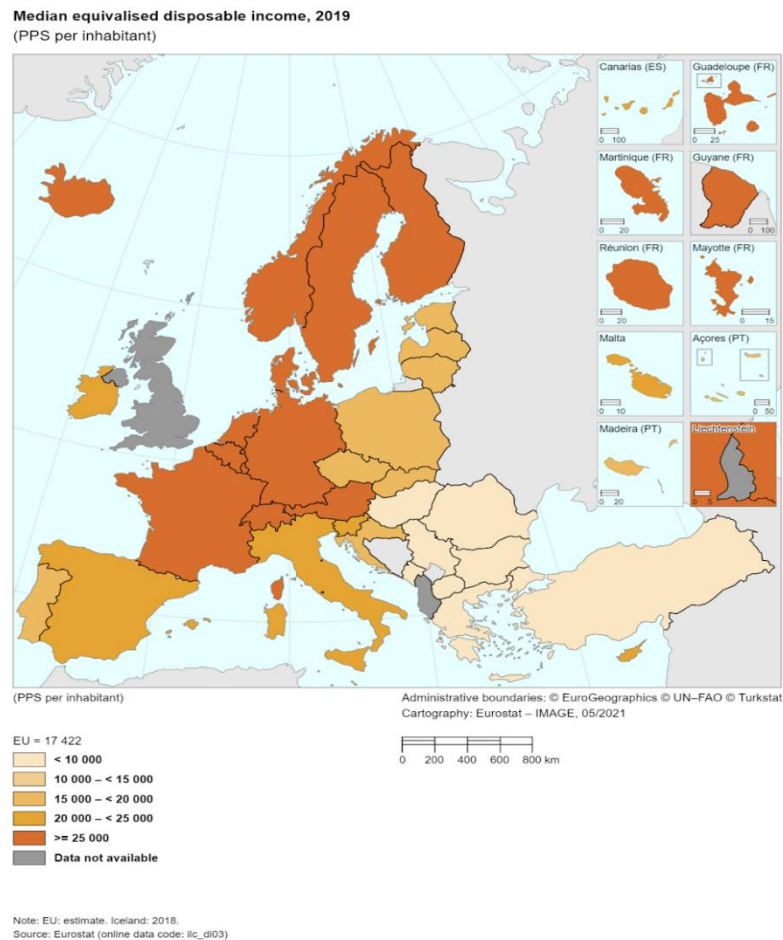 Median equivalised disposable income, 2019
(PPS per inhabitant)
Canarias (ES)
0 100
Guadeloupe (FR)
0 25
Martinique (FR)
0 20
Guyane (FR)
0 100
Réunion (FR)
0 20
Mayotte (FR)
0 15
Malta
0 10
Açores (PT)
0 50
Madeira (PT)
0 20
Liechtenstein
0 5
(PPS per inhabitant)
Administrative boundaries: © EuroGeographics © UN–FAO © Turkstat
Cartography: Eurostat – IMAGE, 05/2021
EU = 17 422
0 200 400 600 800 km
< 10 000
10 000 – < 15 000
15 000 – < 20 000
20 000 – < 25 000
>= 25 000
Data not available
Note: EU: estimate. Iceland: 2018.
Source: Eurostat (online data code: ilc_di03)